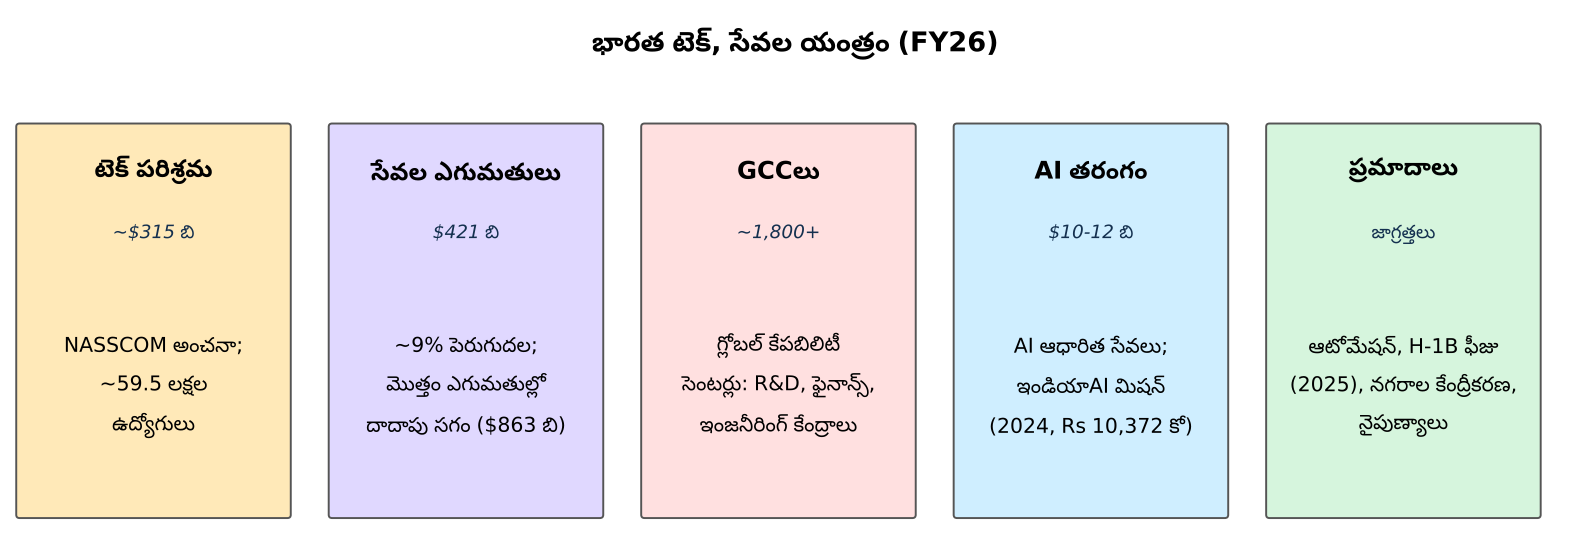 భారత టెక్, సేవల యంత్రం (FY26)
టెక్ పరిశ్రమ
~$315 బి
NASSCOM అంచనా;
~59.5 లక్షల
ఉద్యోగులు
సేవల ఎగుమతులు
$421 బి
~9% పెరుగుదల;
మొత్తం ఎగుమతుల్లో
దాదాపు సగం ($863 బి)
GCCలు
~1,800+
గ్లోబల్ కేపబిలిటీ
సెంటర్లు: R&D, ఫైనాన్స్,
ఇంజనీరింగ్ కేంద్రాలు
AI తరంగం
$10-12 బి
AI ఆధారిత సేవలు;
ఇండియాAI మిషన్
(2024, Rs 10,372 కో)
ప్రమాదాలు
జాగ్రత్తలు
ఆటోమేషన్, H-1B ఫీజు
(2025), నగరాల కేంద్రీకరణ,
నైపుణ్యాలు